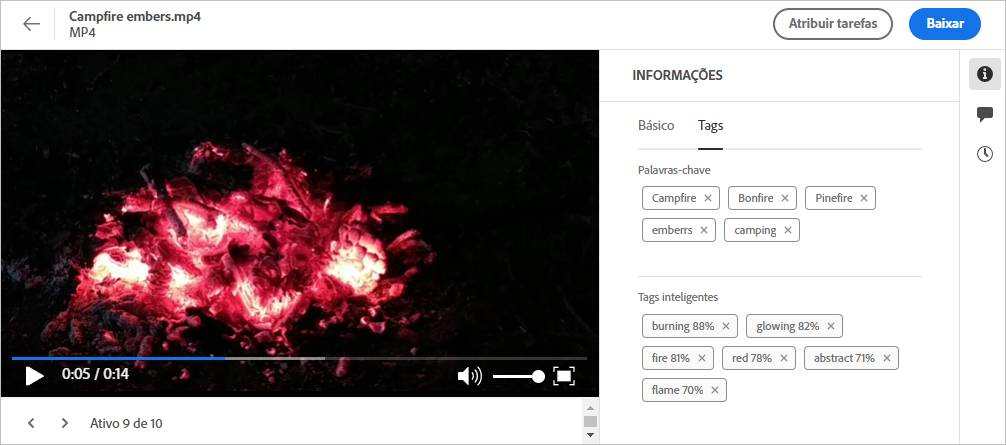 Campfire embers.mp4
MP4
Atribuir tarefas
Baixar
INFORMAÇÕES
Básico Tags
Palavras-chave
Campfire Bonfire Pinefire
emberrs camping
Tags inteligentes
burning 88% glowing 82%
fire 81% red 78% abstract 71%
flame 70%
0:05 / 0:14
Ativo 9 de 10